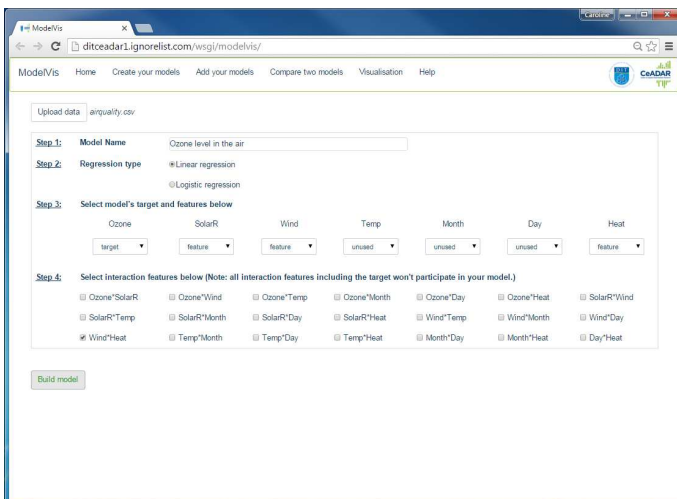 Caroline
ModelVis
ditceadar1.ignorelist.com/wsgi/modelvis/
ModelVis Home Create your models Add your models Compare two models Visualisation Help
DIT CeADAR
Upload data airquality.csv
Step 1: Model Name Ozone level in the air
Step 2: Regression type Linear regression
Logistic regression
Step 3: Select model's target and features below
Ozone SolarR Wind Temp Month Day Heat
target feature feature unused unused unused feature
Step 4: Select interaction features below (Note: all interaction features including the target won't participate in your model.)
Ozone*SolarR Ozone*Wind Ozone*Temp Ozone*Month Ozone*Day Ozone*Heat SolarR*Wind
SolarR*Temp SolarR*Month SolarR*Day SolarR*Heat Wind*Temp Wind*Month Wind*Day
Wind*Heat Temp*Month Temp*Day Temp*Heat Month*Day Month*Heat Day*Heat
Build model